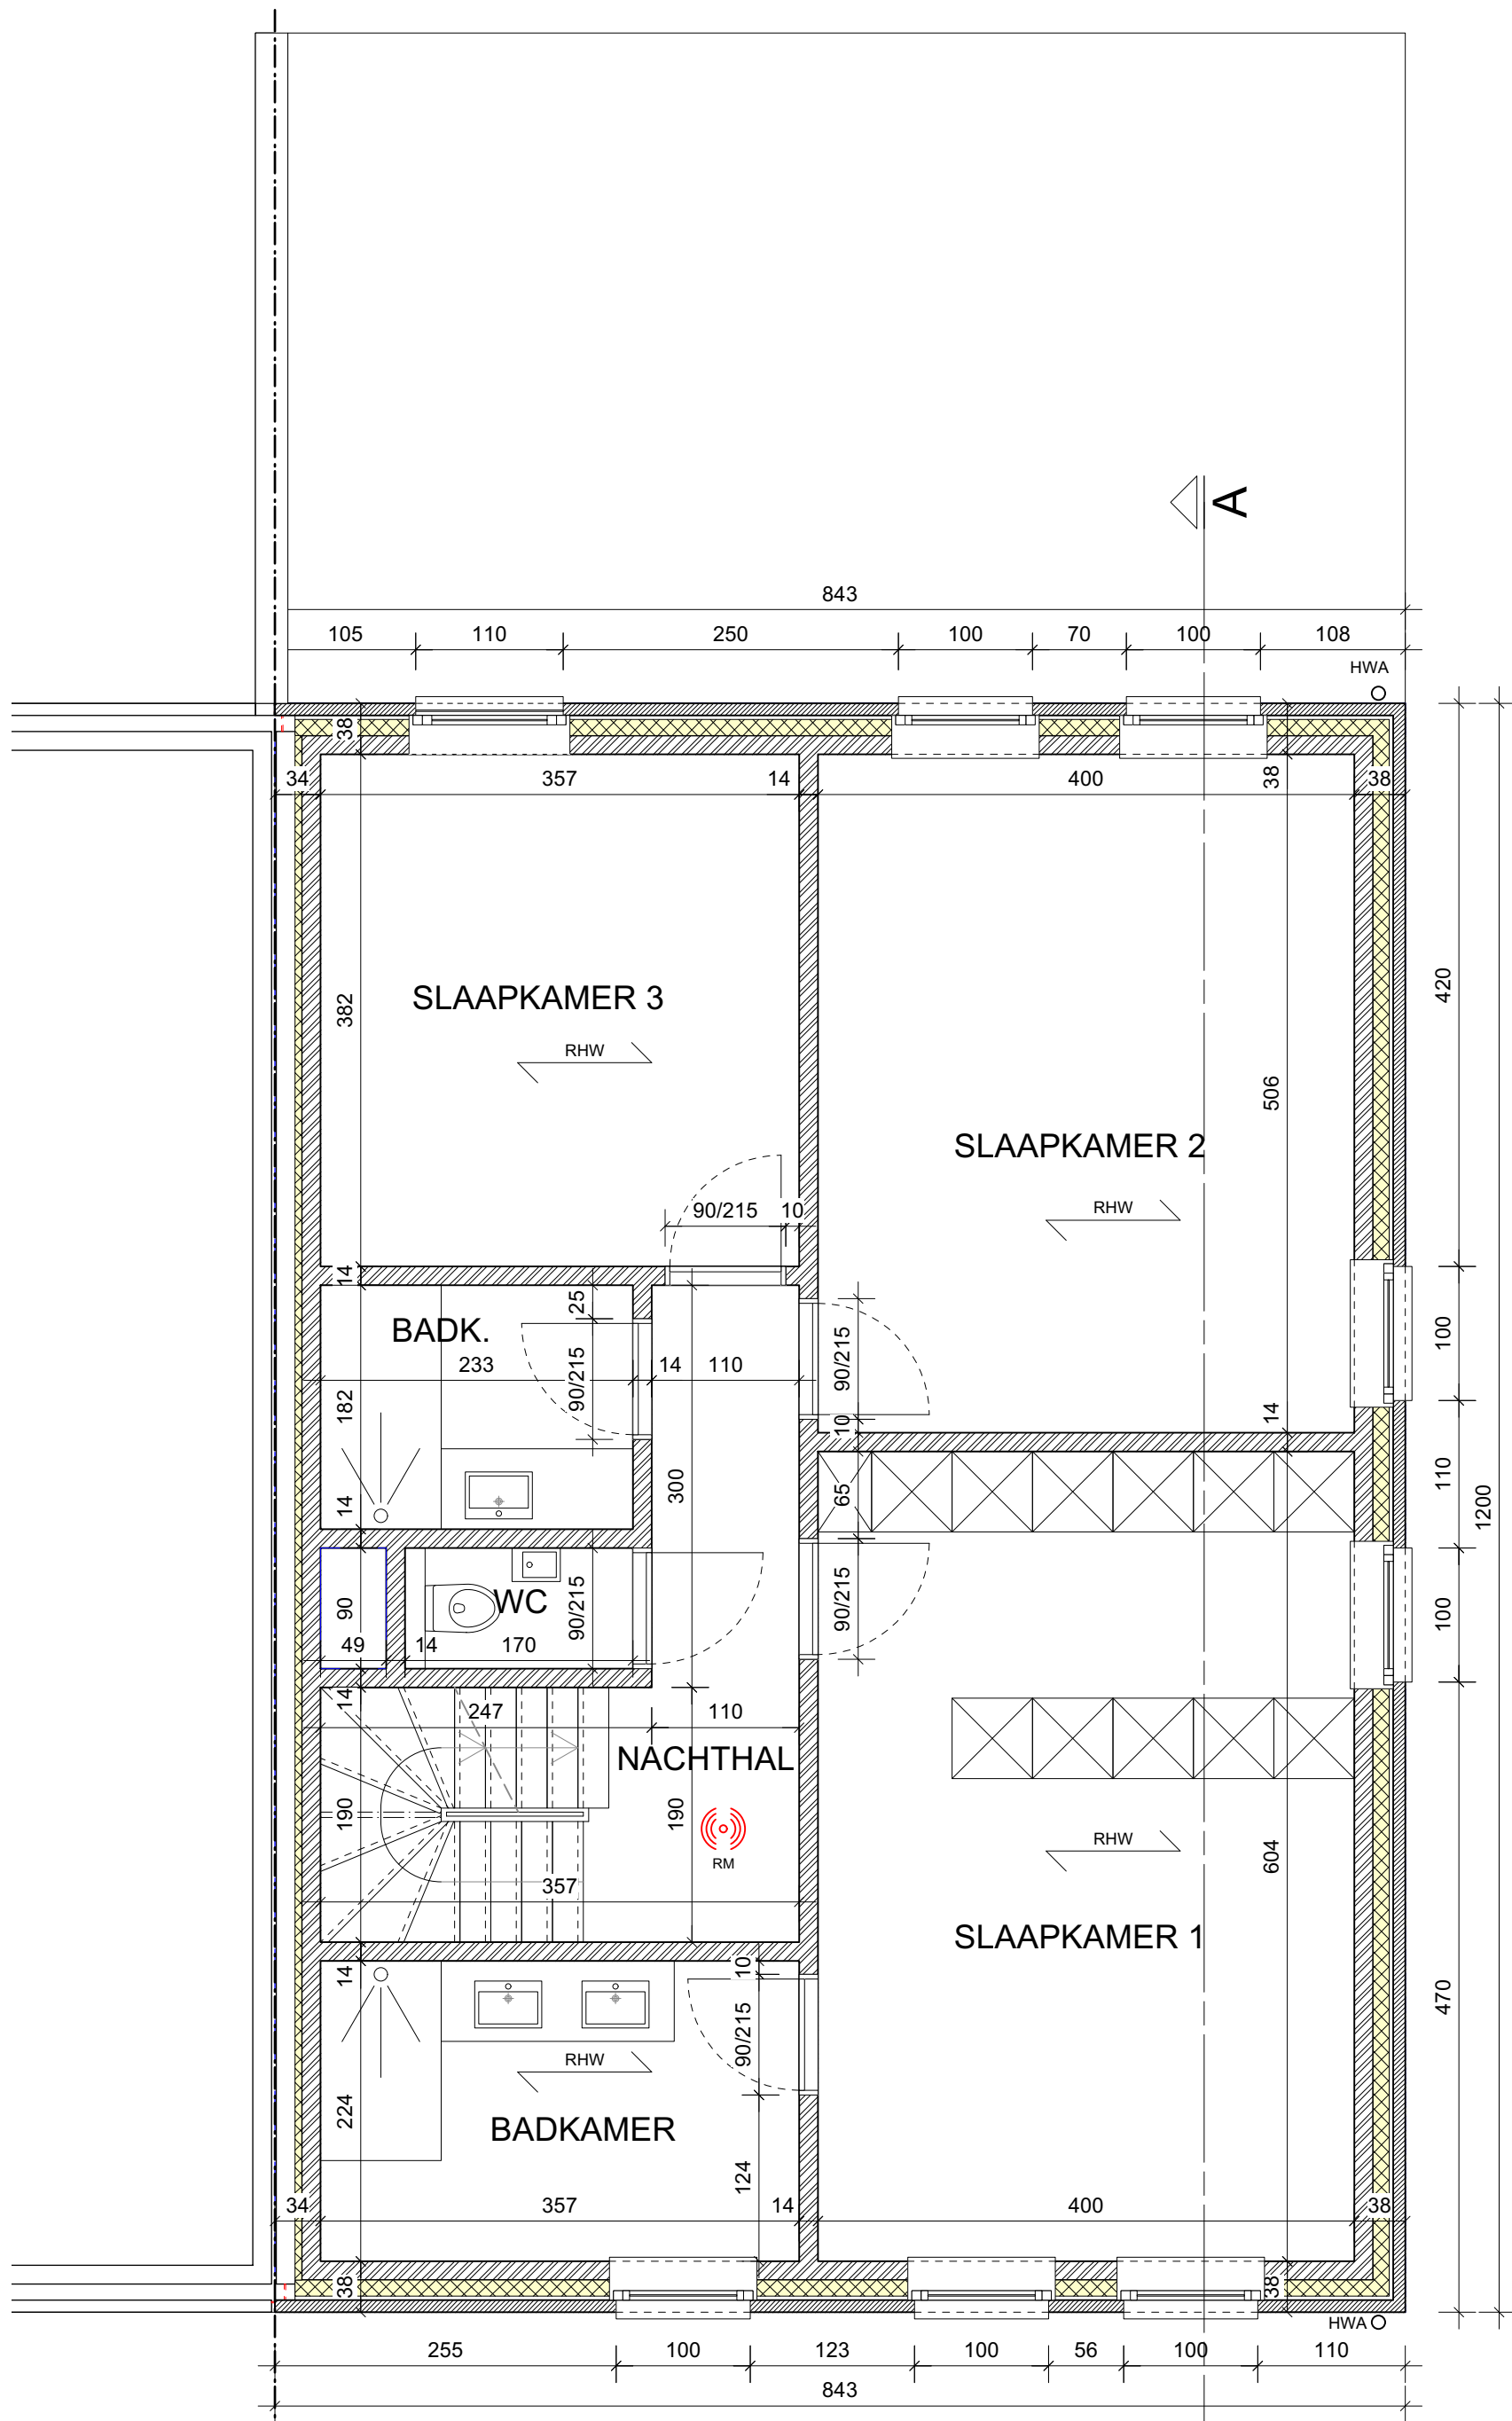 A
843
105 110 250 100 70 100 108
HWA
38
34 357 14 400 38
38
420
382
SLAAPKAMER 3
RHW
506
SLAAPKAMER 2
RHW
90/215 10
14
25
BADK.
233 14 110
90/215
90/215
100
182
10
14
300
14
65
110
1200
90
WC
90/215
90/215
100
49 14 170
14
247 110
NACHTHAL
190
190
RM
RHW
604
357
SLAAPKAMER 1
14
10
90/215
470
RHW
224
BADKAMER
124
34 357 14 400 38
38
38
HWA
255 100 123 100 56 100 110
843